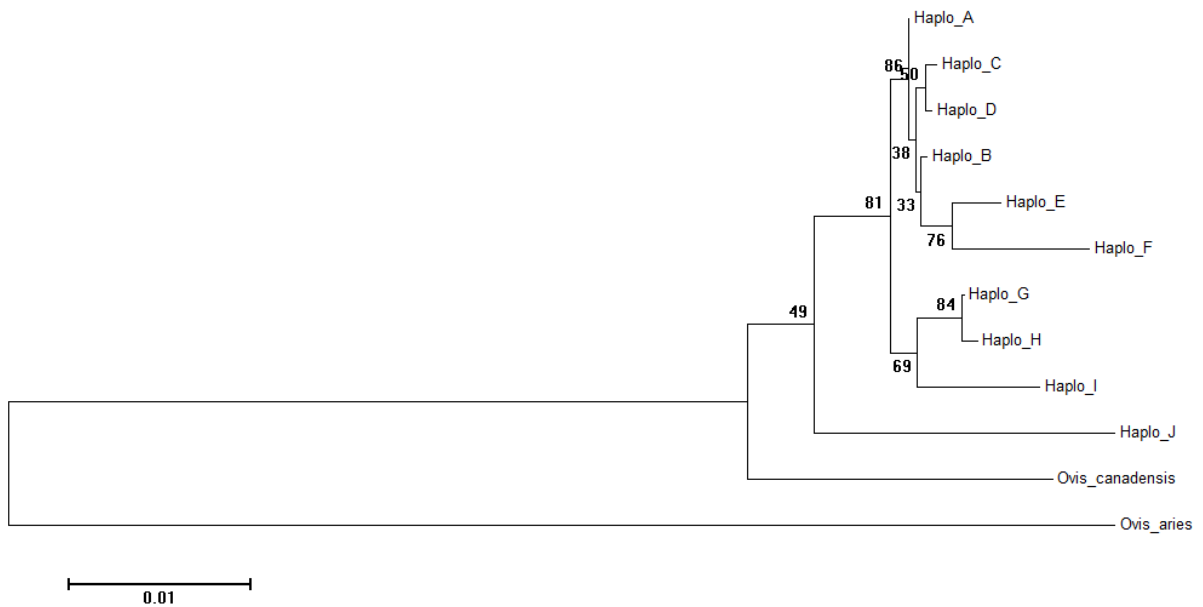 Haplo_A
86
50
Haplo_C
Haplo_D
38
Haplo_B
81
33
Haplo_E
76
Haplo_F
Haplo_G
84
49
Haplo_H
69
Haplo_I
Haplo_J
Ovis_canadensis
Ovis_aries
0.01